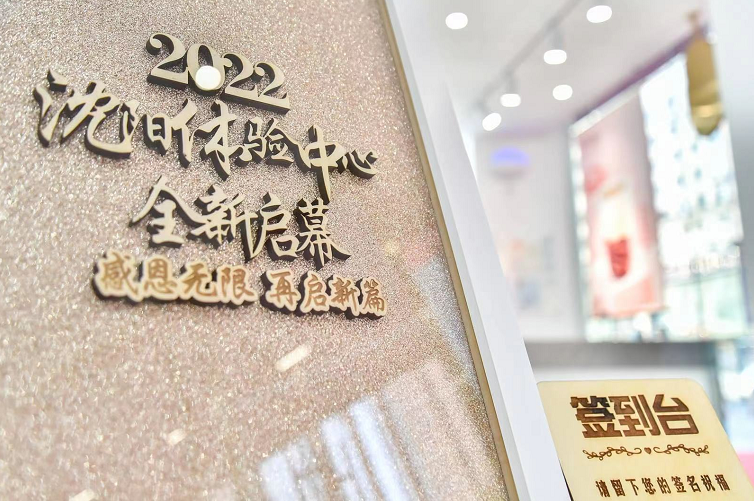 2022
沈阳体验中心
全新启幕
感恩无限 再启新篇
签到台
请留下您的签名祝福